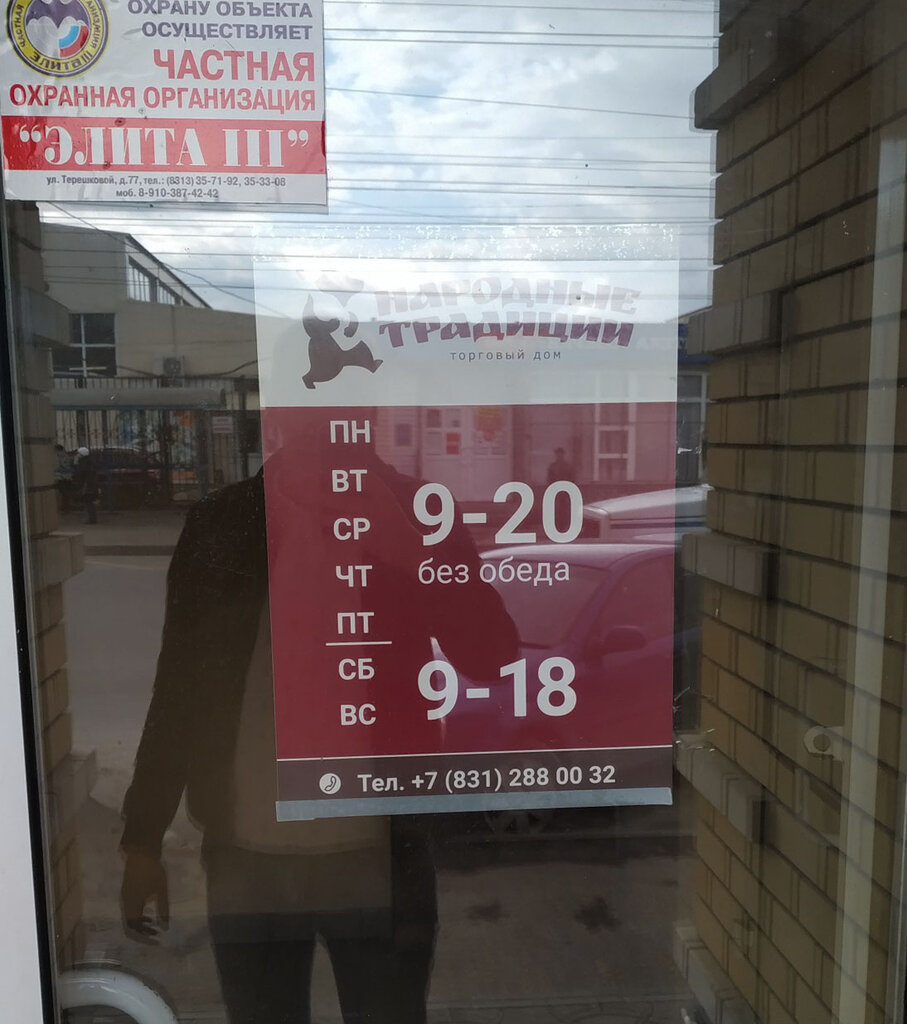 ОХРАНУ ОБЪЕКТА
ОСУЩЕСТВЛЯЕТ
ЧАСТНАЯ
ОХРАННАЯ ОРГАНИЗАЦИЯ
"ЭЛИТА III"
ул. Терешковой, д.77, тел.: (8313) 35-71-92, 35-33-08
моб. 8-910-387-42-42
НАРОДНЫЕ
ТРАДИЦИИ
торговый дом
ПН
ВТ
СР
ЧТ
ПТ
9-20
без обеда
СБ
ВС
9-18
Тел. +7 (831) 288 00 32